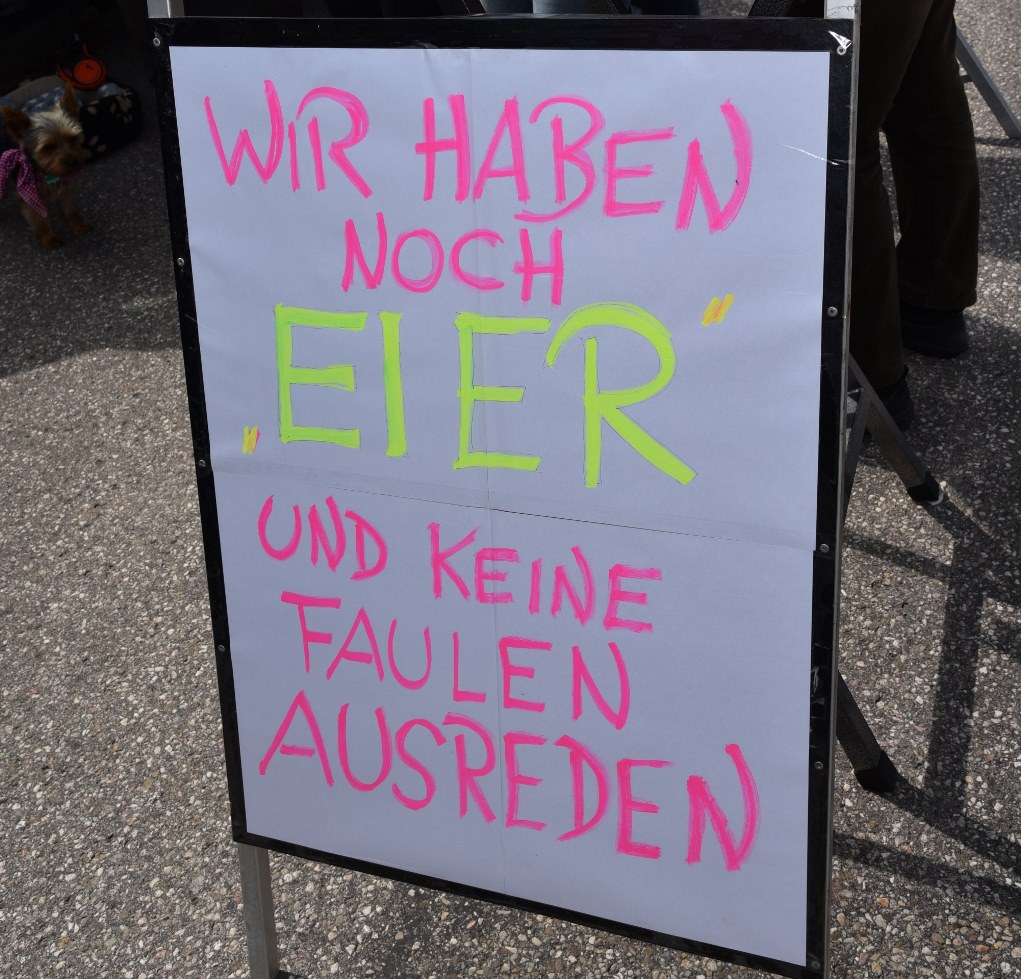 WIR HABEN
NOCH
„EIER"
UND KEINE
FAULEN
AUSREDEN